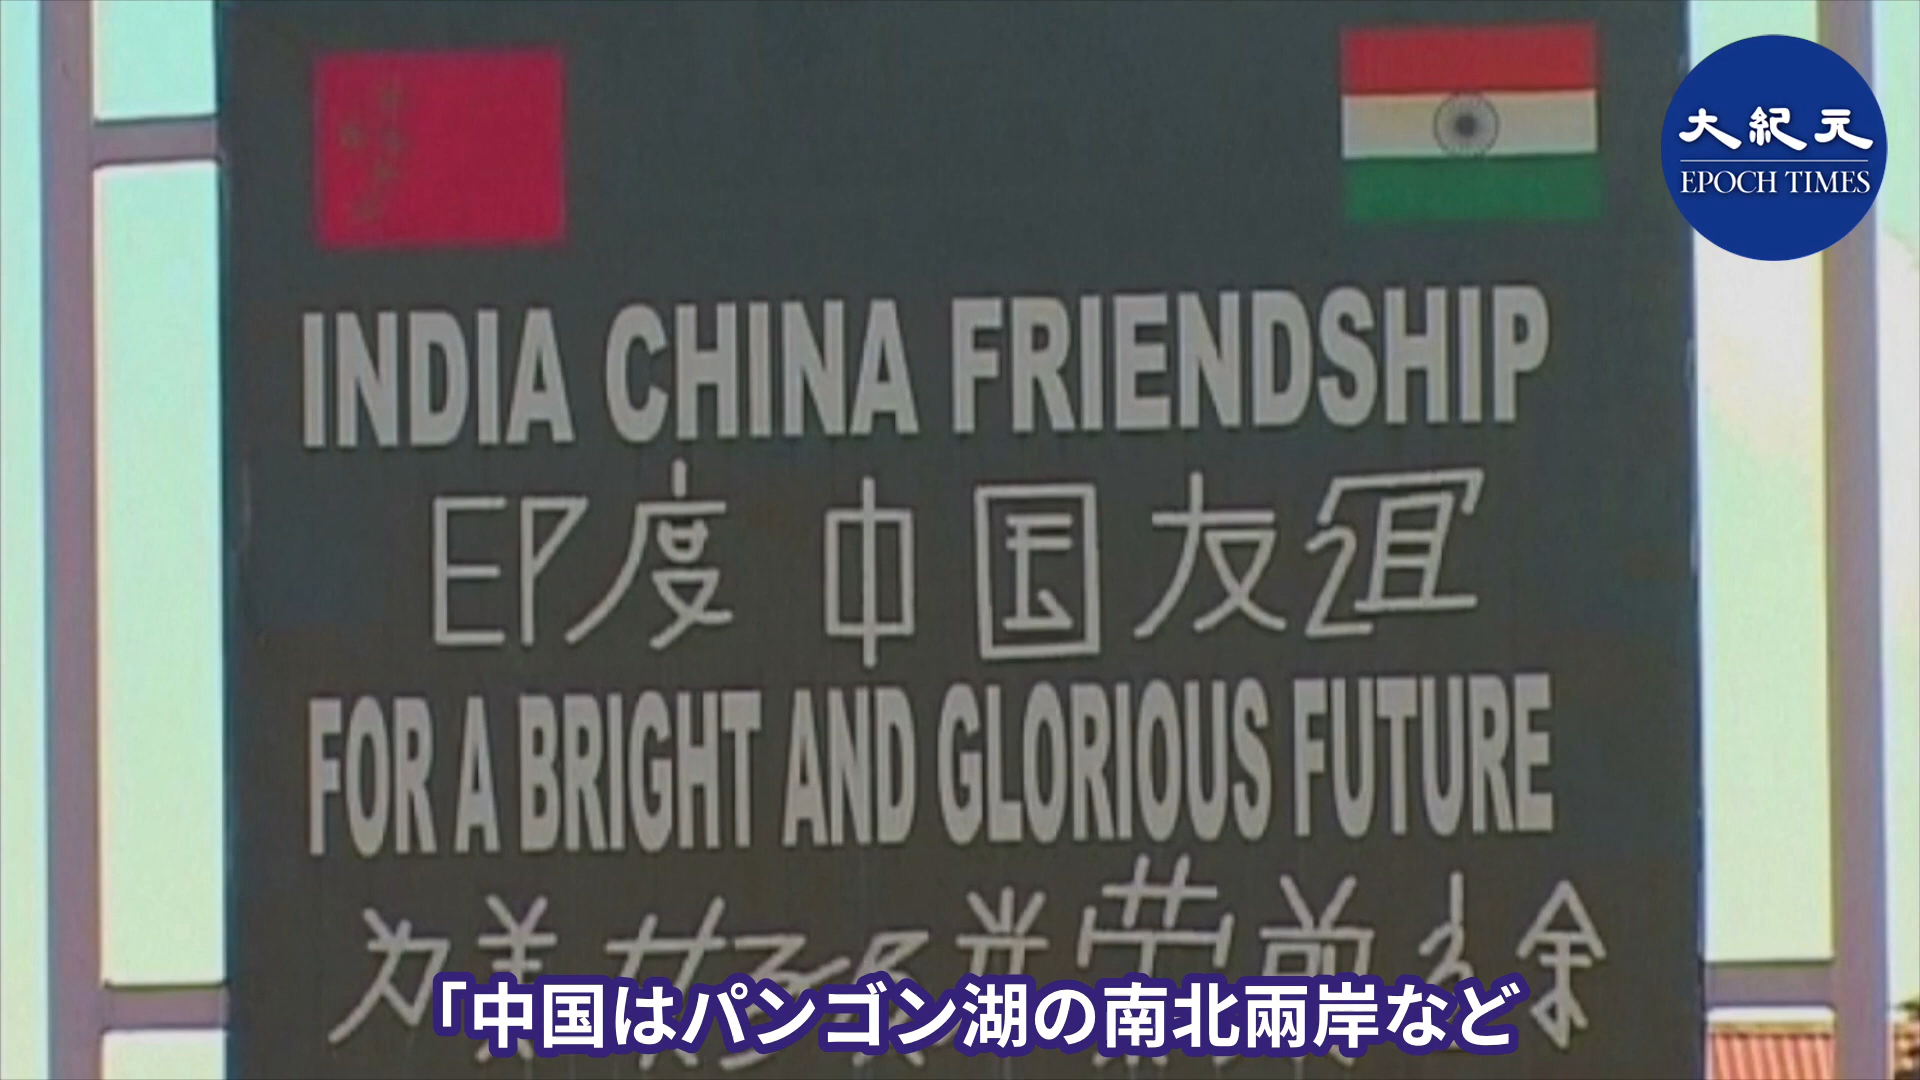 大紀元
EPOCH TIMES
INDIA CHINA FRIENDSHIP
印度 中国友谊
FOR A BRIGHT AND GLORIOUS FUTURE
「中国はパンゴン湖の南北兩岸など